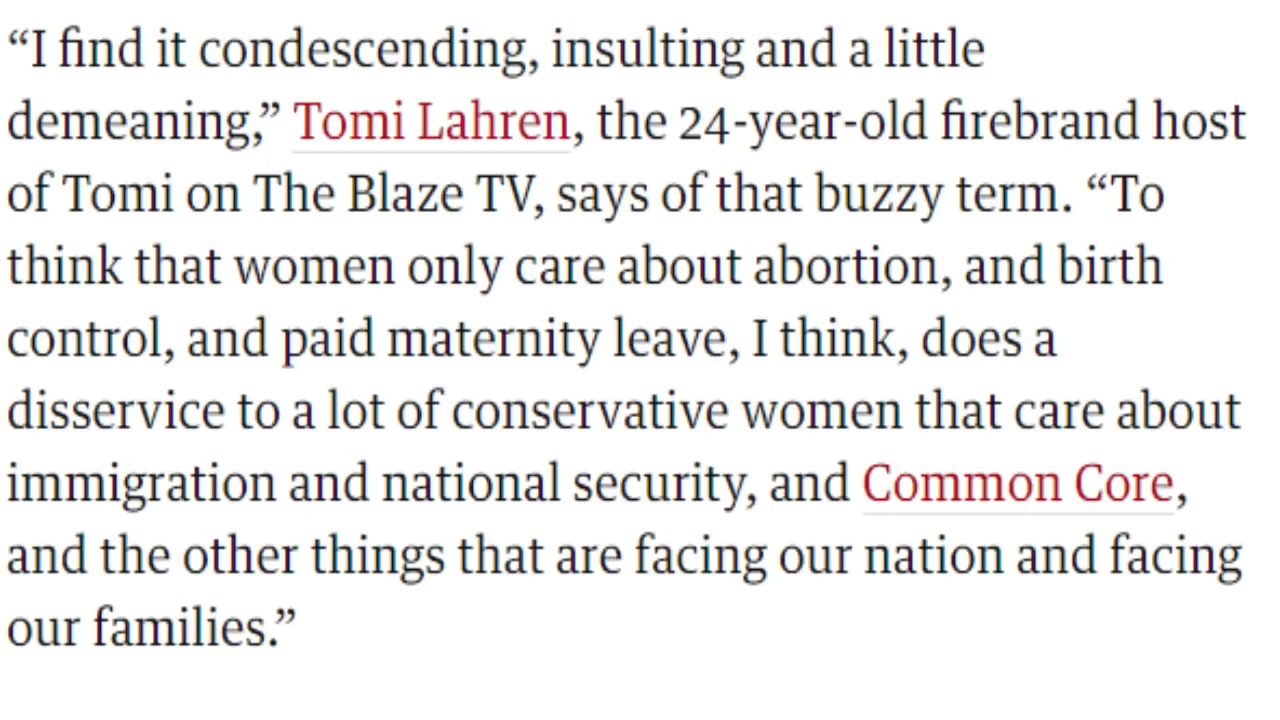 “I find it condescending, insulting and a little
demeaning,” Tomi Lahren, the 24-year-old firebrand host
of Tomi on The Blaze TV, says of that buzzy term. “To
think that women only care about abortion, and birth
control, and paid maternity leave, I think, does a
disservice to a lot of conservative women that care about
immigration and national security, and Common Core,
and the other things that are facing our nation and facing
our families.”